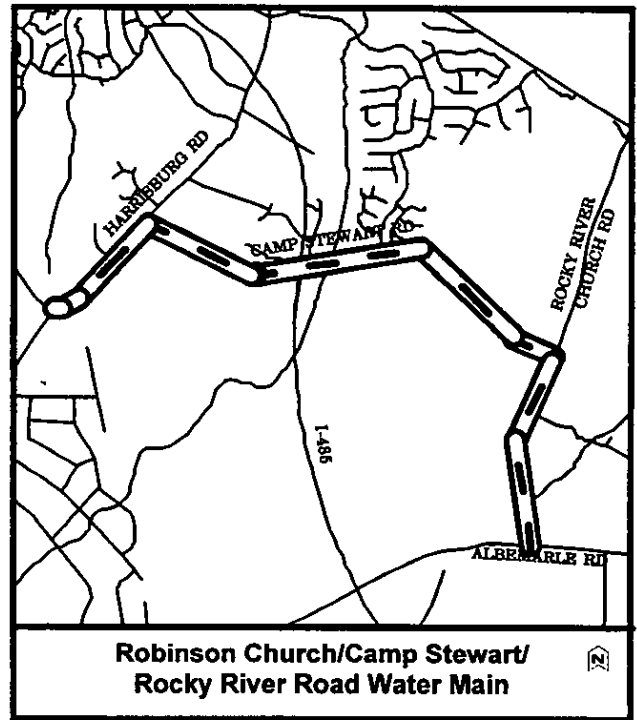 HARRISBURG RD
CAMP STEWART RD
ROCKY RIVER
CHURCH RD
I-485
ALBEMARLE RD
Robinson Church/Camp Stewart/
Rocky River Road Water Main
N